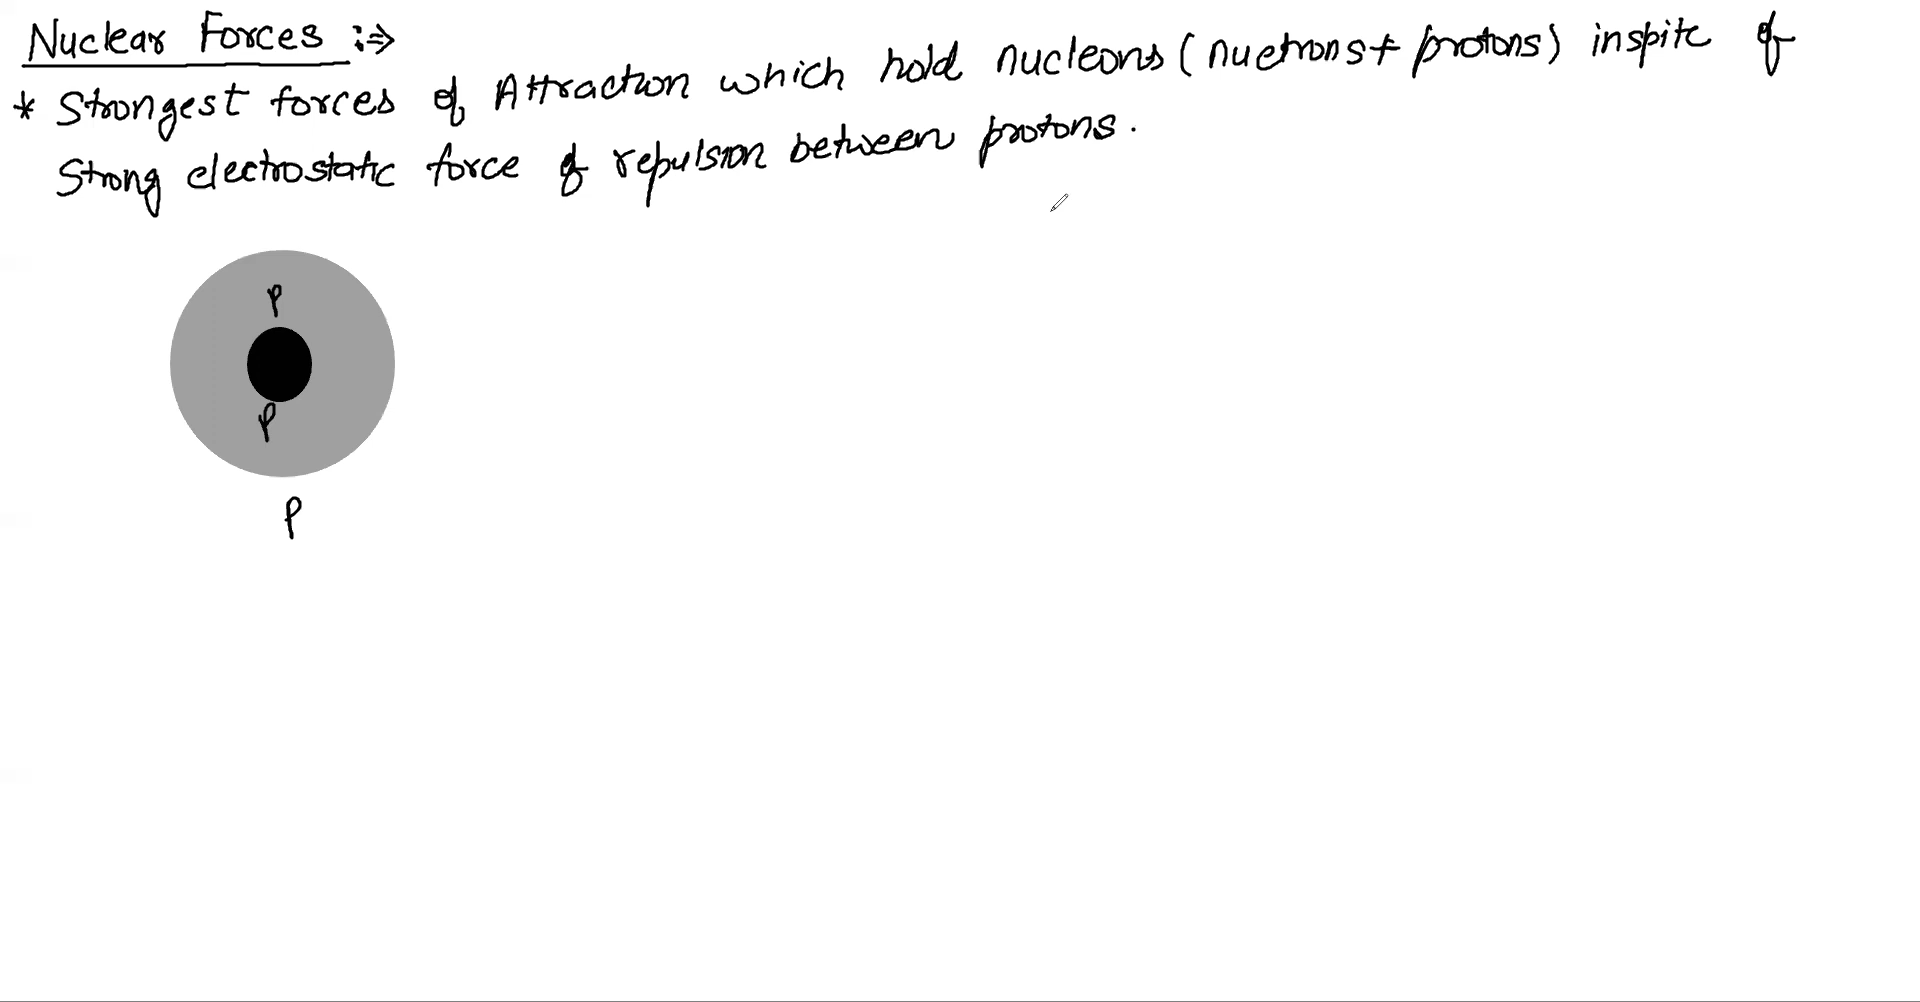 Nuclear Forces :⇒
* Strongest forces of Attraction which hold nucleons (nuetrons + protons) inspite of
Strong electrostatic force of repulsion between protons.
P
P
P